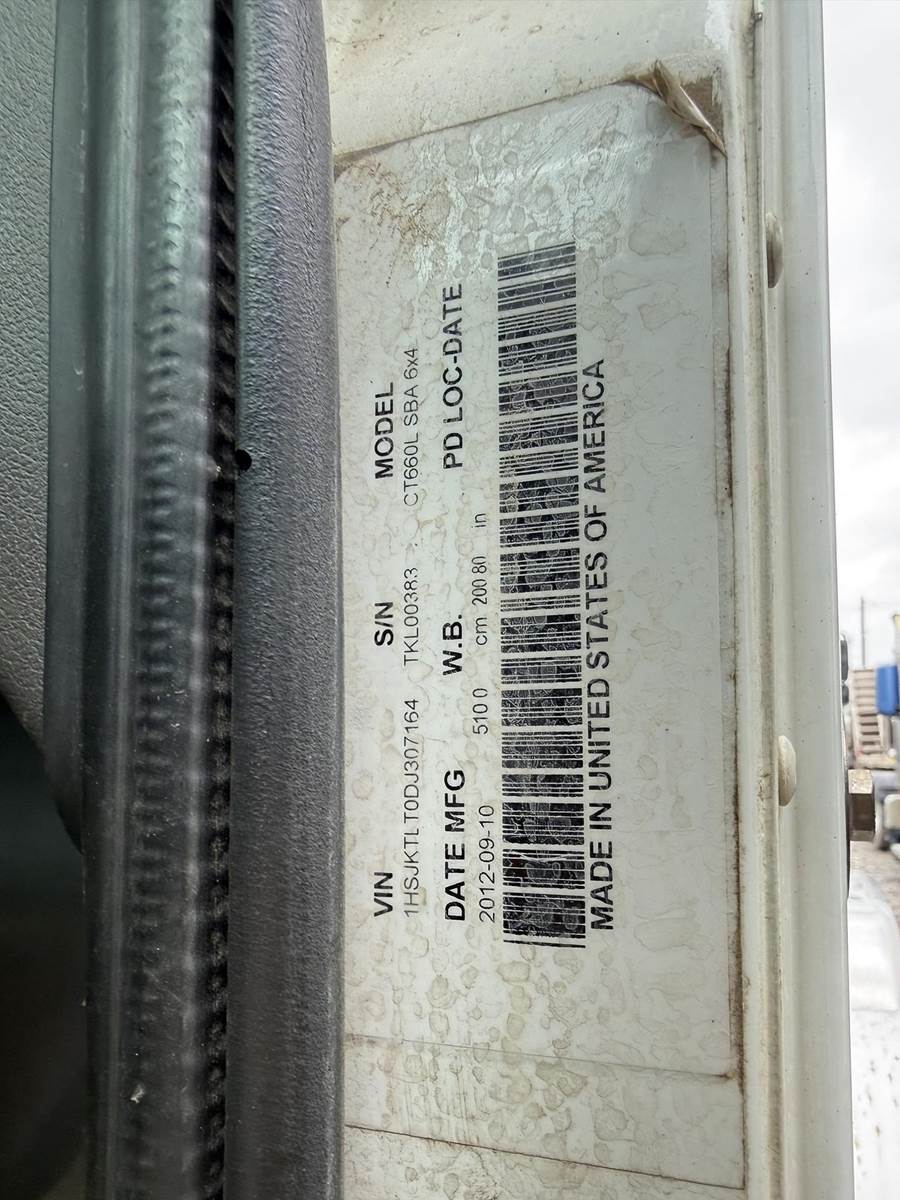 VIN S/N MODEL
1HSJKTLT0DJ307164 TKL00383 CT660L SBA 6x4
DATE MFG W.B. PD LOC-DATE
2012-09-10 510 0 cm 200 80 in
MADE IN UNITED STATES OF AMERICA